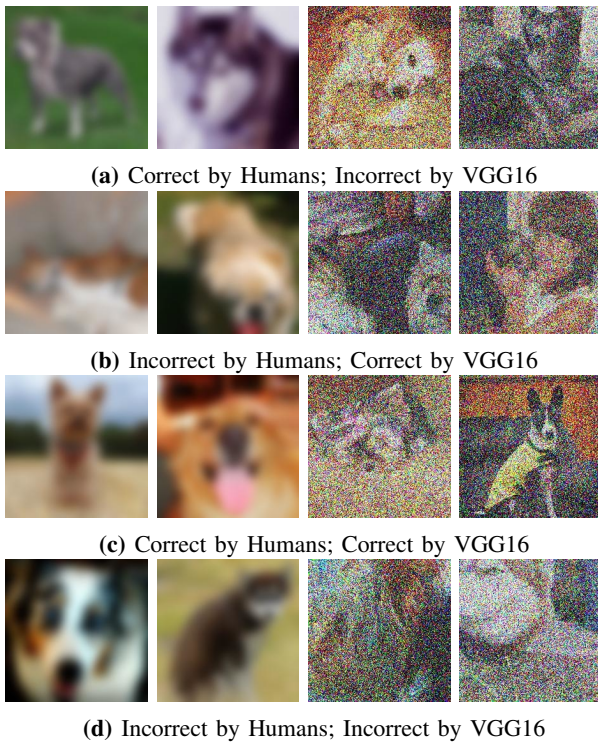 (a) Correct by Humans; Incorrect by VGG16
(b) Incorrect by Humans; Correct by VGG16
(c) Correct by Humans; Correct by VGG16
(d) Incorrect by Humans; Incorrect by VGG16